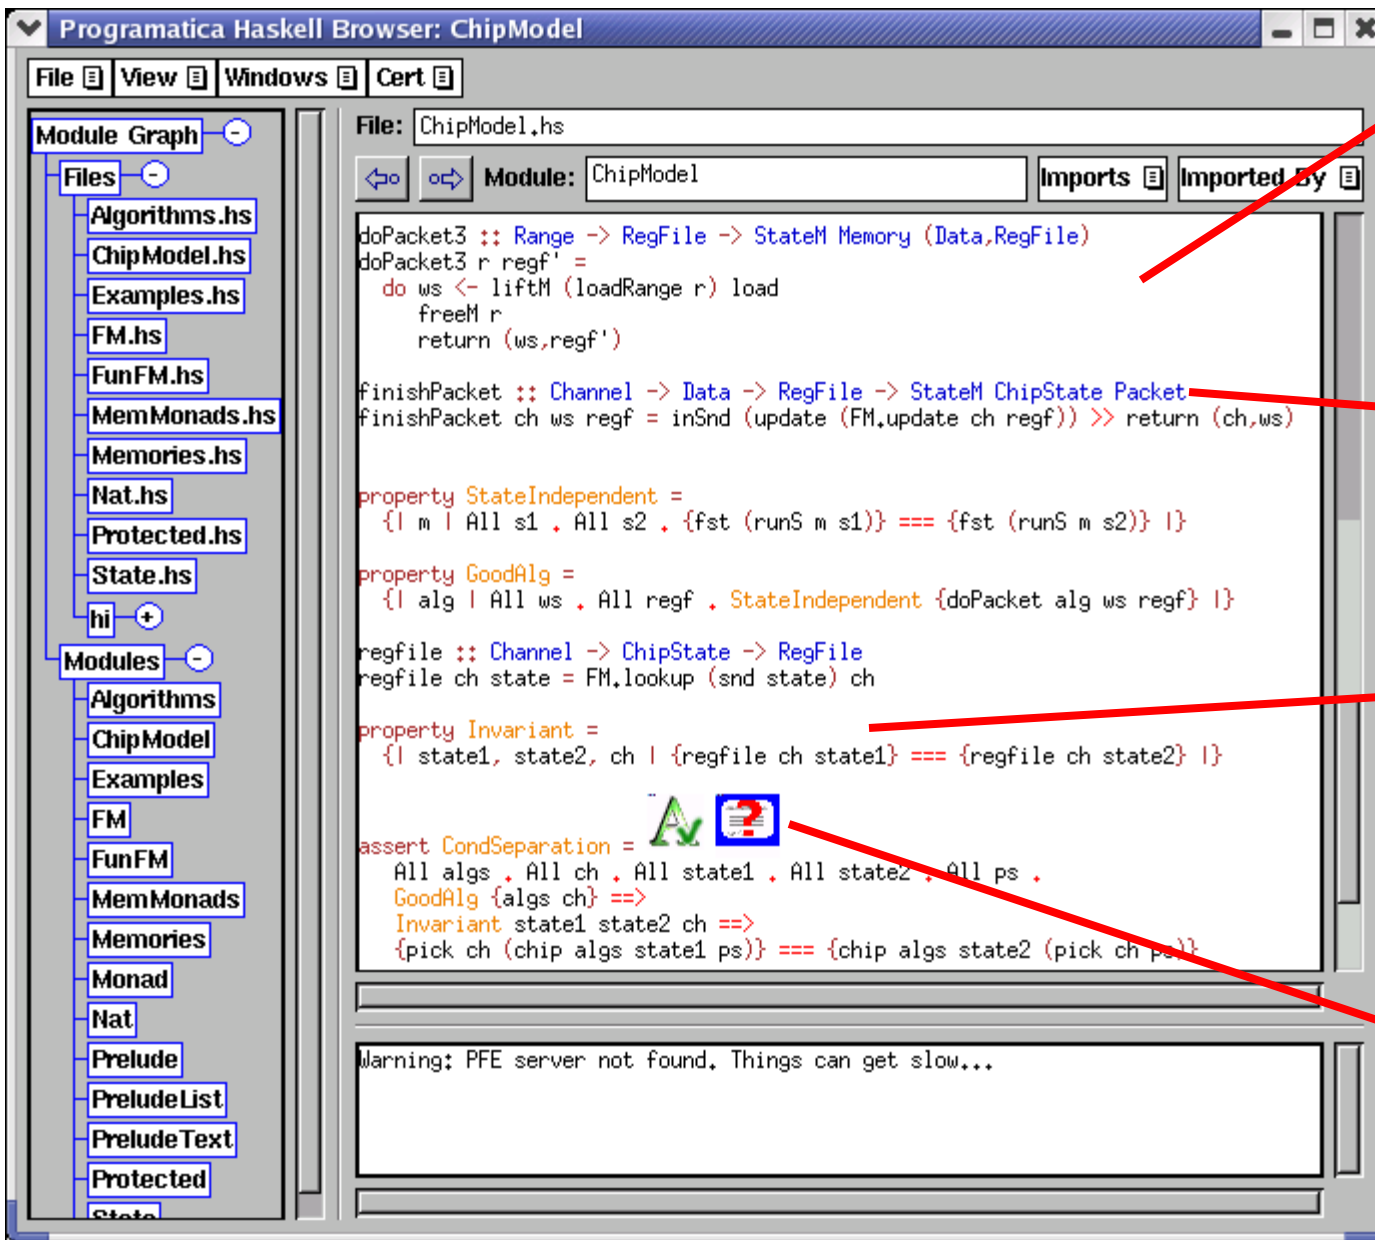 Programatica Haskell Browser: ChipModel
File View Windows Cert
Module Graph
Files
Algorithms.hs
ChipModel.hs
Examples.hs
FM.hs
FunFM.hs
MemMonads.hs
Memories.hs
Nat.hs
Protected.hs
State.hs
hi
Modules
Algorithms
ChipModel
Examples
FM
FunFM
MemMonads
Memories
Monad
Nat
Prelude
PreludeList
PreludeText
Protected
State
File: ChipModel.hs
Module: ChipModel Imports Imported By
doPacket3 :: Range -> RegFile -> StateM Memory (Data,RegFile)
doPacket3 r regf' =
  do ws <- liftM (loadRange r) load
     freeM r
     return (ws,regf')
finishPacket :: Channel -> Data -> RegFile -> StateM ChipState Packet
finishPacket ch ws regf = inSnd (update (FM.update ch regf)) >> return (ch,ws)
property StateIndependent =
  {| m | All s1 . All s2 . {fst (runS m s1)} === {fst (runS m s2)} |}
property GoodAlg =
  {| alg | All ws . All regf . StateIndependent {doPacket alg ws regf} |}
regfile :: Channel -> ChipState -> RegFile
regfile ch state = FM.lookup (snd state) ch
property Invariant =
  {| state1, state2, ch | {regfile ch state1} === {regfile ch state2} |}
assert CondSeparation = A ?
   All algs . All ch . All state1 . All state2 . All ps .
   GoodAlg {algs ch} ==>
   Invariant state1 state2 ch ==>
   {pick ch (chip algs state1 ps)} === {chip algs state2 (pick ch ps)}
Warning: PFE server not found. Things can get slow...